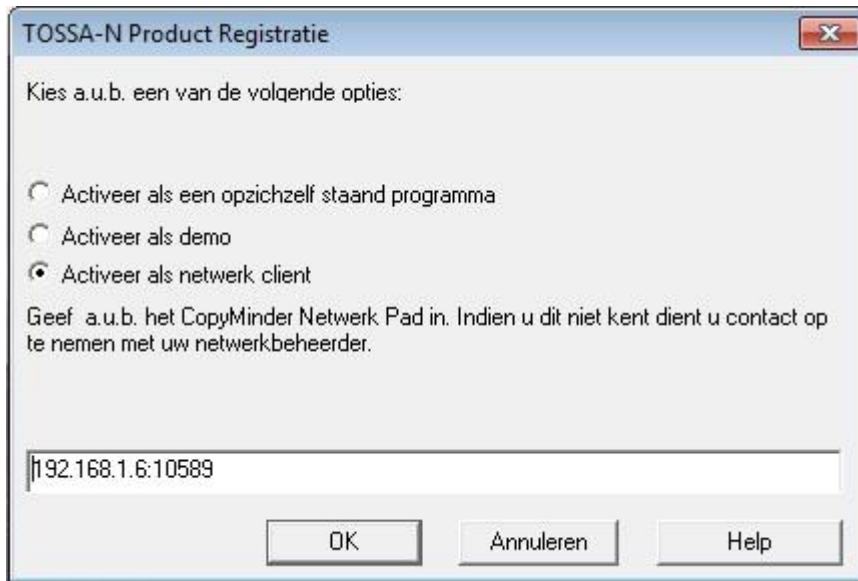 TOSSA-N Product Registratie
Kies a.u.b. een van de volgende opties:
Activeer als een opzichzelf staand programma
Activeer als demo
Activeer als netwerk client
Geef a.u.b. het CopyMinder Netwerk Pad in. Indien u dit niet kent dient u contact op
te nemen met uw netwerkbeheerder.
192.168.1.6:10589
OK Annuleren Help